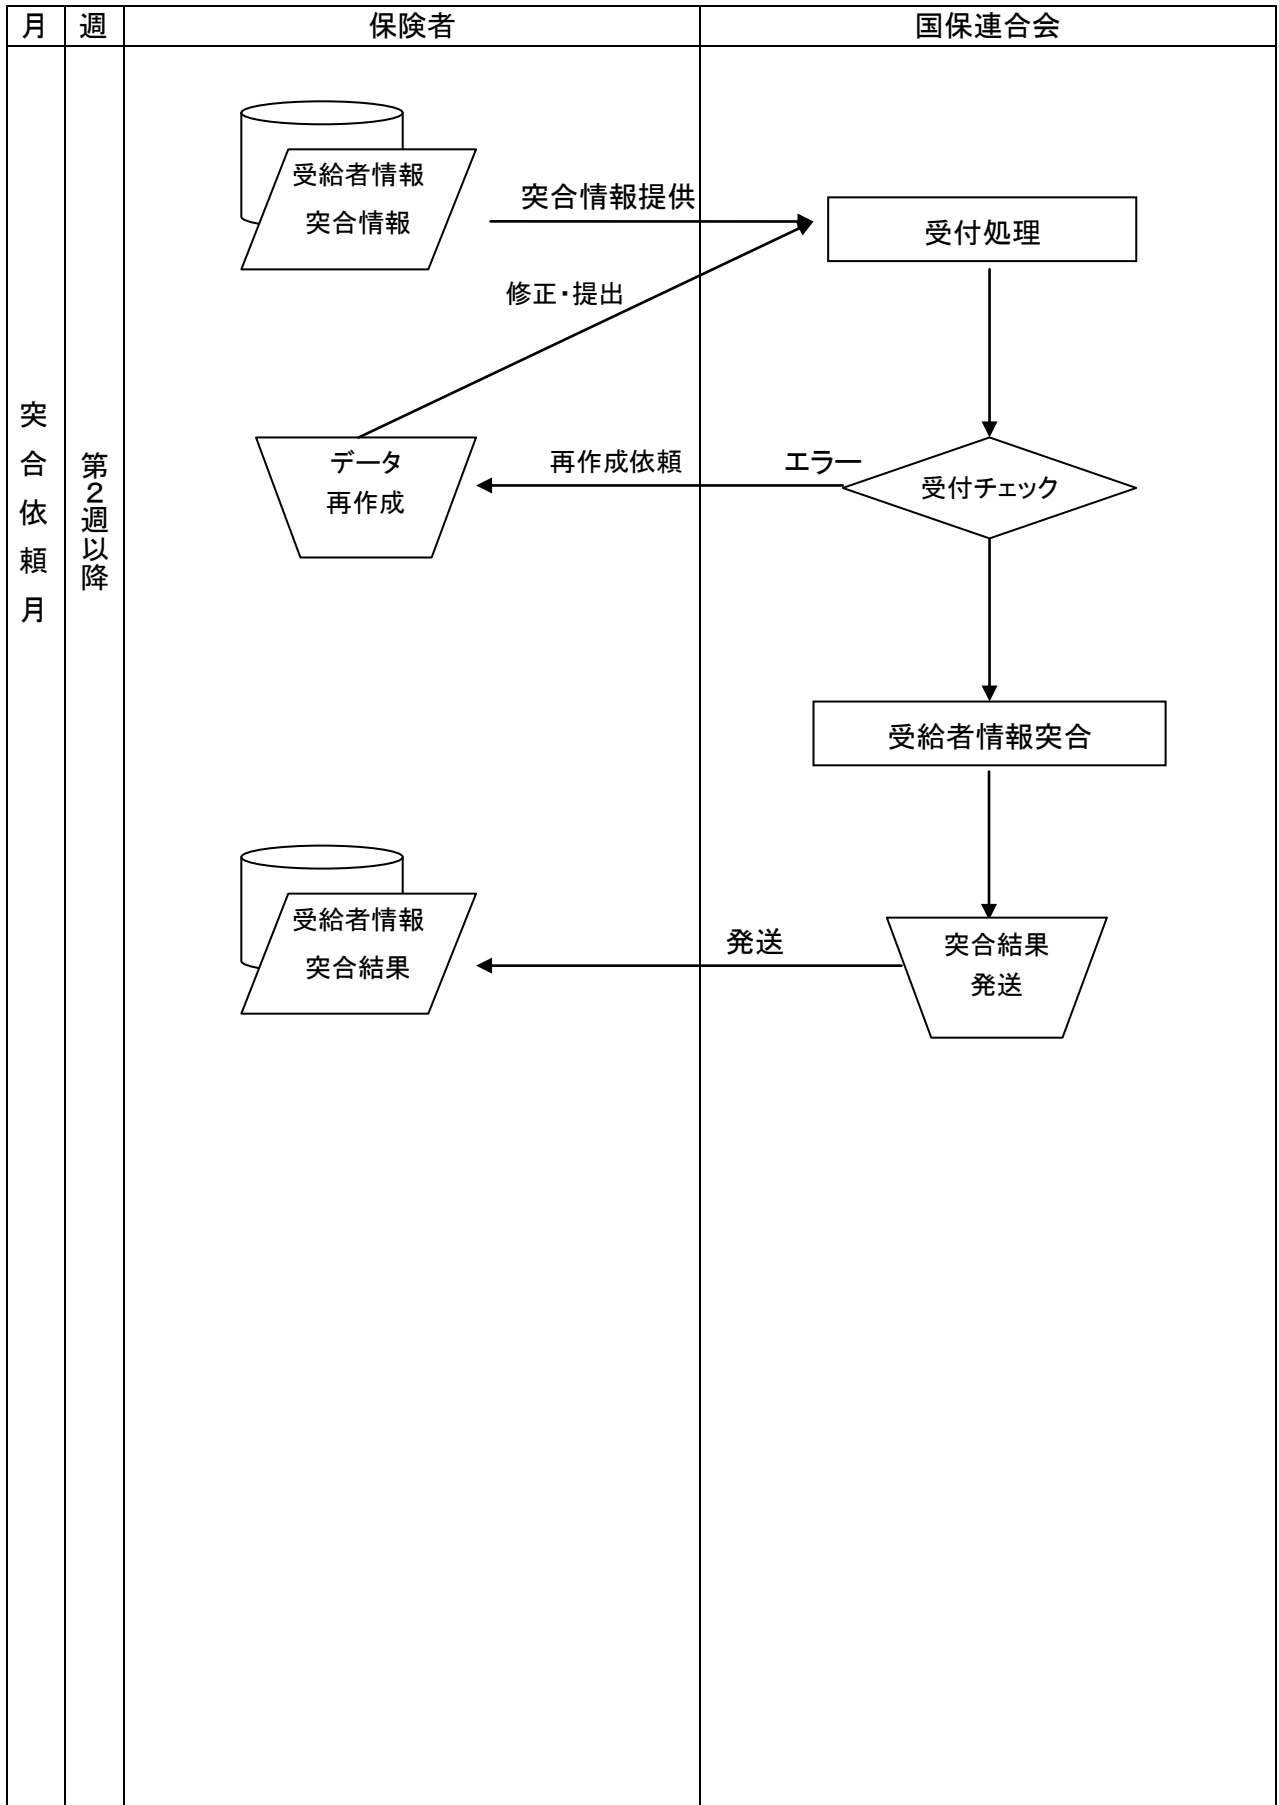 月
週
保険者
国保連合会
受給者情報
突合情報
突合情報提供
受付処理
修正・提出
突合依頼月
第2週以降
データ
再作成
再作成依頼
エラー
受付チェック
受給者情報突合
受給者情報
突合結果
発送
突合結果
発送